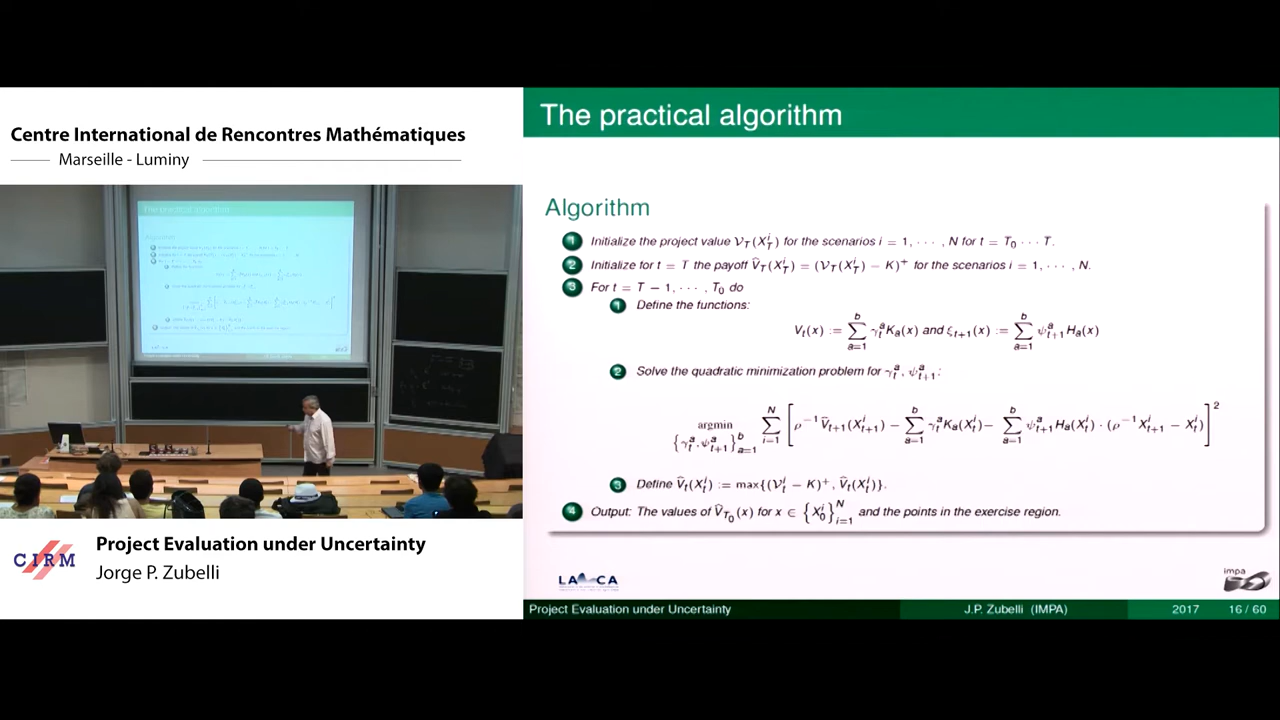 Centre International de Rencontres Mathématiques
Marseille - Luminy
The practical algorithm
CIRM
Project Evaluation under Uncertainty
Jorge P. Zubelli
The practical algorithm
Algorithm
1 Initialize the project value 𝒱_T(X_T^i) for the scenarios i = 1, ⋯ , N for t = T_0 ⋯ T.
2 Initialize for t = T the payoff V̂_T(X_T^i) = (𝒱_T(X_T^i) − K)^+ for the scenarios i = 1, ⋯ , N.
3 For t = T − 1, ⋯ , T_0 do
1 Define the functions:
V_t(x) := ∑_{a=1}^{b} γ_t^a K_a(x) and ξ_{t+1}(x) := ∑_{a=1}^{b} ψ_{t+1}^a H_a(x)
2 Solve the quadratic minimization problem for γ_t^a, ψ_{t+1}^a:
argmin_{{γ_t^a, ψ_{t+1}^a}_{a=1}^b} ∑_{i=1}^{N} [ρ^{−1} V̂_{t+1}(X_{t+1}^i) − ∑_{a=1}^{b} γ_t^a K_a(X_t^i) − ∑_{a=1}^{b} ψ_{t+1}^a H_a(X_t^i) · (ρ^{−1} X_{t+1}^i − X_t^i)]^2
3 Define V̂_t(X_t^i) := max{(𝒱_t^i − K)^+, V̂_t(X_t^i)}.
4 Output: The values of V̂_{T_0}(x) for x ∈ {X_0^i}_{i=1}^N and the points in the exercise region.
impa
Project Evaluation under Uncertainty J.P. Zubelli (IMPA) 2017 16 / 60